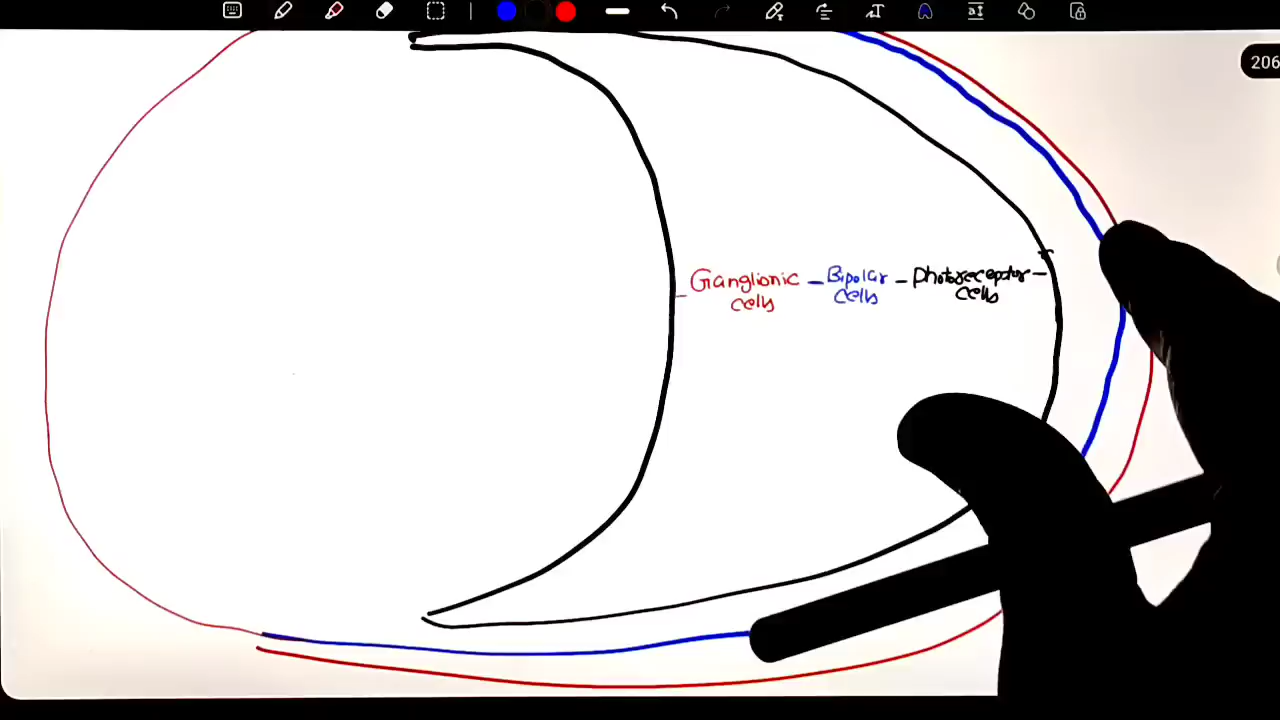 206
Ganglionic – Bipolar – Photoreceptor –
cells cells cells